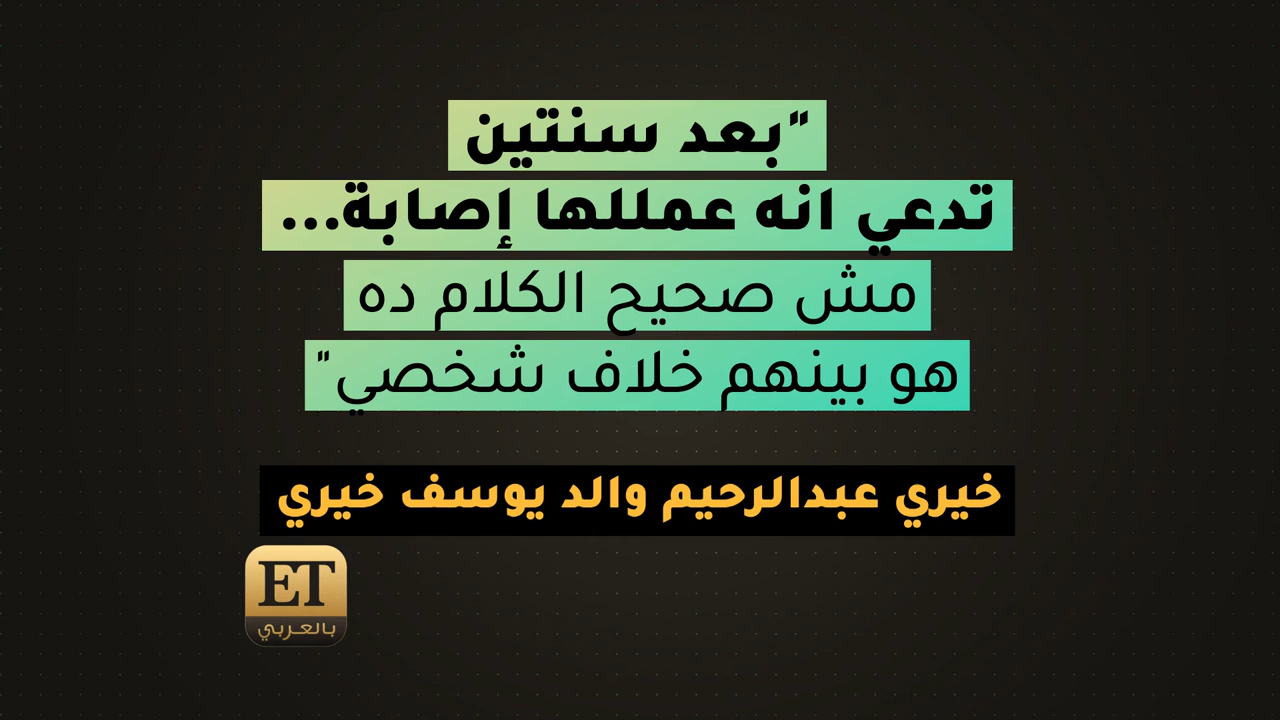 "بعد سنتين
تدعي انه عمللها إصابة...
مش صحيح الكلام ده
هو بينهم خلاف شخصي"
خيري عبدالرحيم والد يوسف خيري
ET
بالعربي